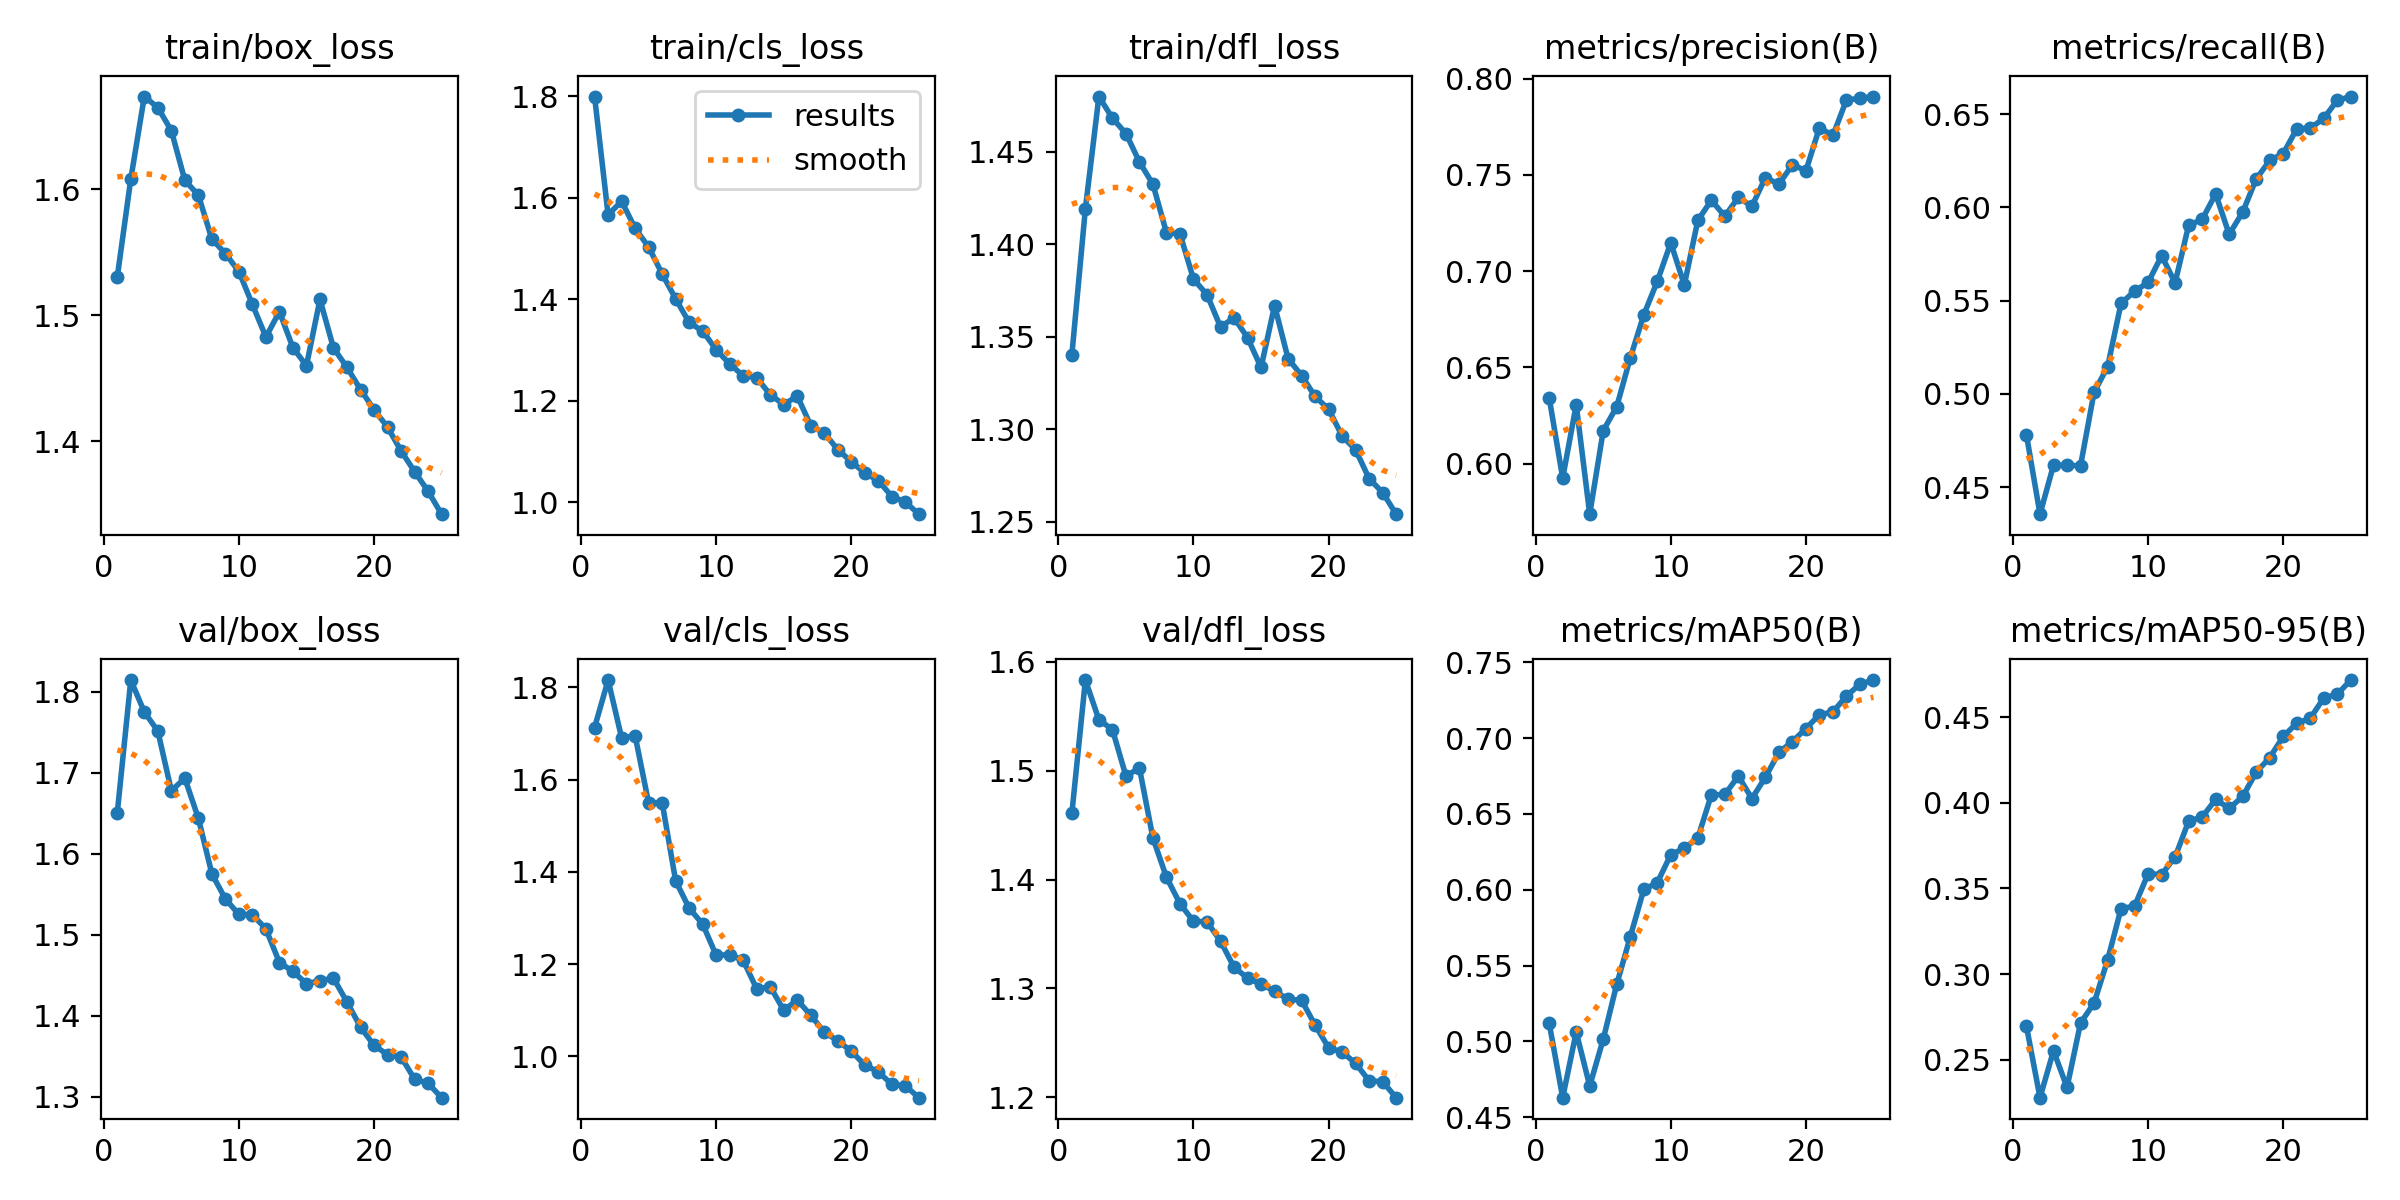 train/box_loss
1.6
1.5
1.4
0 10 20
train/cls_loss
results
smooth
1.8
1.6
1.4
1.2
1.0
0 10 20
train/dfl_loss
1.45
1.40
1.35
1.30
1.25
0 10 20
metrics/precision(B)
0.80
0.75
0.70
0.65
0.60
0 10 20
metrics/recall(B)
0.65
0.60
0.55
0.50
0.45
0 10 20
val/box_loss
1.8
1.7
1.6
1.5
1.4
1.3
0 10 20
val/cls_loss
1.8
1.6
1.4
1.2
1.0
0 10 20
val/dfl_loss
1.6
1.5
1.4
1.3
1.2
0 10 20
metrics/mAP50(B)
0.75
0.70
0.65
0.60
0.55
0.50
0.45
0 10 20
metrics/mAP50-95(B)
0.45
0.40
0.35
0.30
0.25
0 10 20